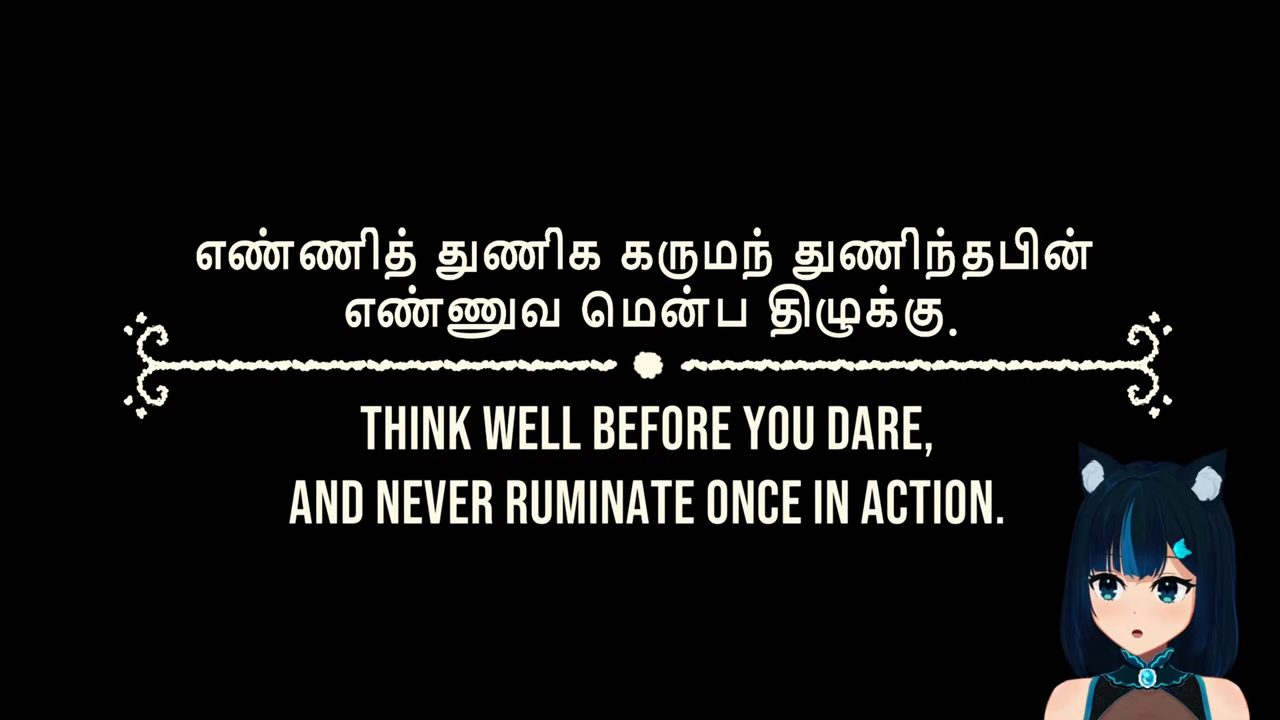 எண்ணித் துணிக கருமந் துணிந்தபின்
எண்ணுவ மென்ப திழுக்கு.
THINK WELL BEFORE YOU DARE,
AND NEVER RUMINATE ONCE IN ACTION.